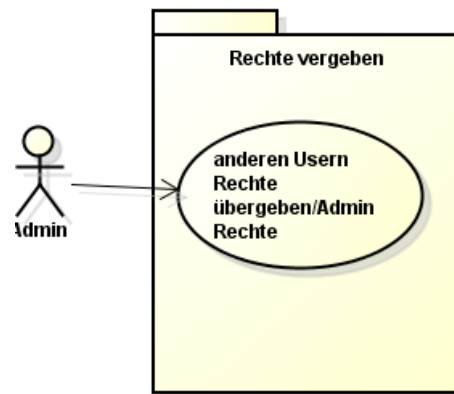 Rechte vergeben
anderen Usern
Rechte
übergeben/Admin
Rechte
Admin